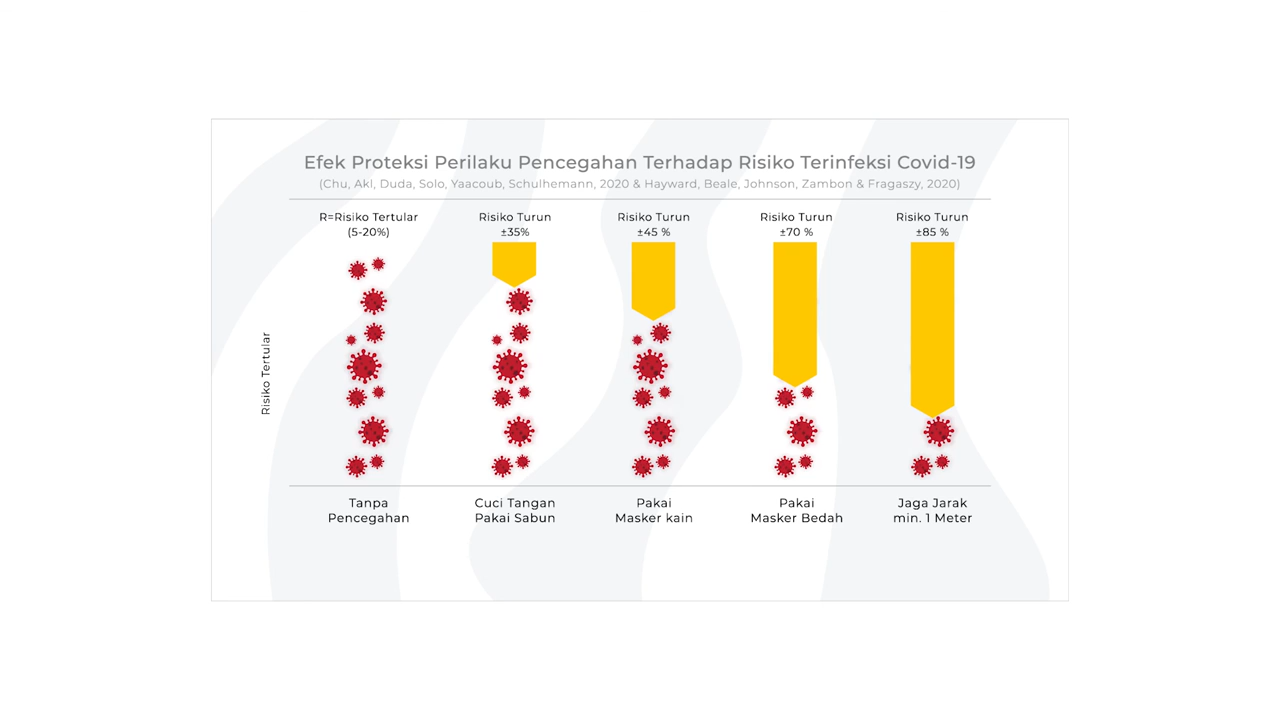 Efek Proteksi Perilaku Pencegahan Terhadap Risiko Terinfeksi Covid-19
(Chu, Akl, Duda, Solo, Yaacoub, Schulhemann, 2020 & Hayward, Beale, Johnson, Zambon & Fragaszy, 2020)
R=Risiko Tertular
(5-20%)
Risiko Turun
±35%
Risiko Turun
±45 %
Risiko Turun
±70 %
Risiko Turun
±85 %
Risiko Tertular
Tanpa
Pencegahan
Cuci Tangan
Pakai Sabun
Pakai
Masker kain
Pakai
Masker Bedah
Jaga Jarak
min. 1 Meter